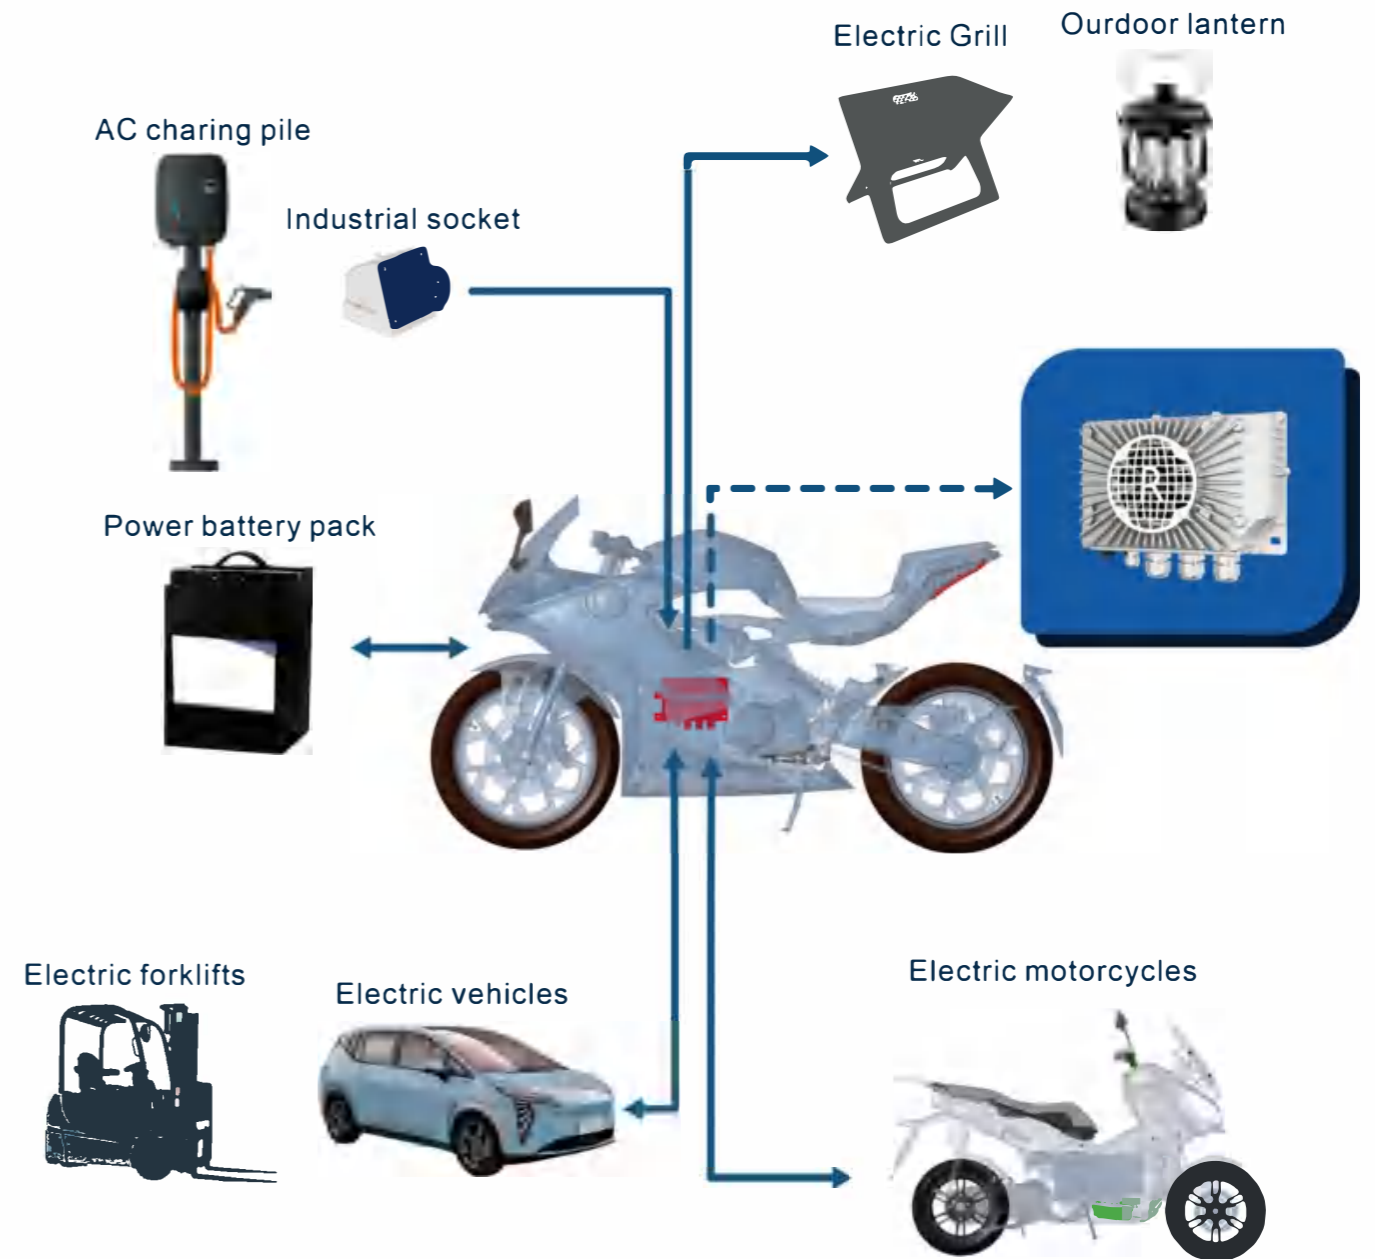 Electric Grill
Ourdoor lantern
AC charing pile
Industrial socket
R
Power battery pack
Electric forklifts
Electric vehicles
Electric motorcycles